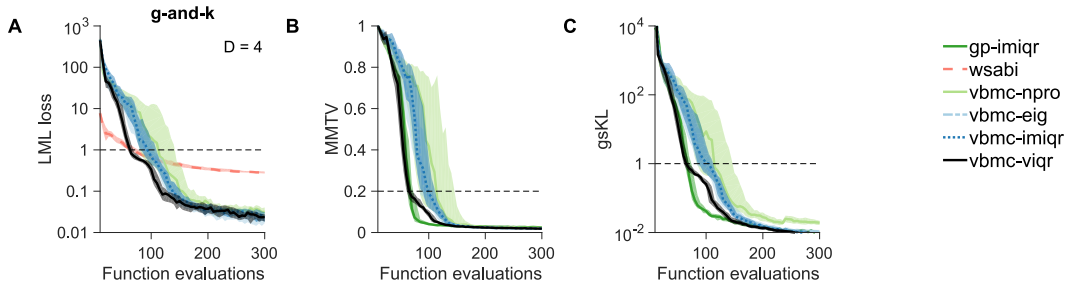 g-and-k
A
D = 4
LML loss
1000
100
10
1
0.1
0.01
100
200
300
Function evaluations
B
MMTV
1
0.8
0.6
0.4
0.2
0
100
200
300
Function evaluations
C
gsKL
10^4
10^2
1
10^-2
100
200
300
Function evaluations
gp-imiqr
wsabi
vbmc-npro
vbmc-eig
vbmc-imiqr
vbmc-viqr